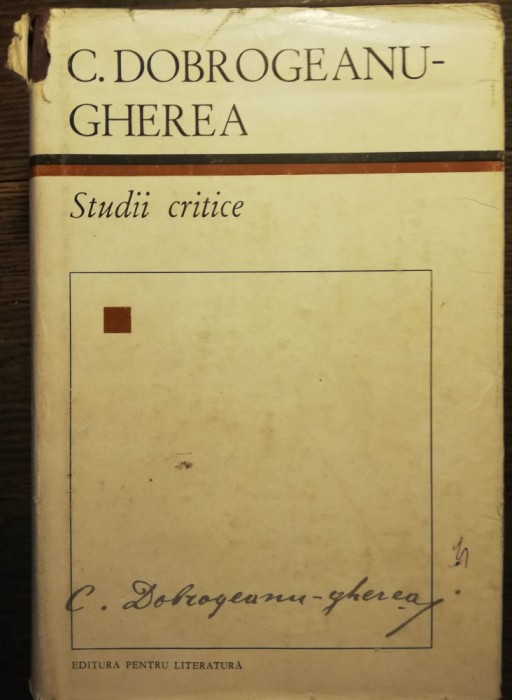 C. DOBROGEANU-
GHEREA
Studii critice
C. Dobrogeanu-gherea
EDITURA PENTRU LITERATURĂ